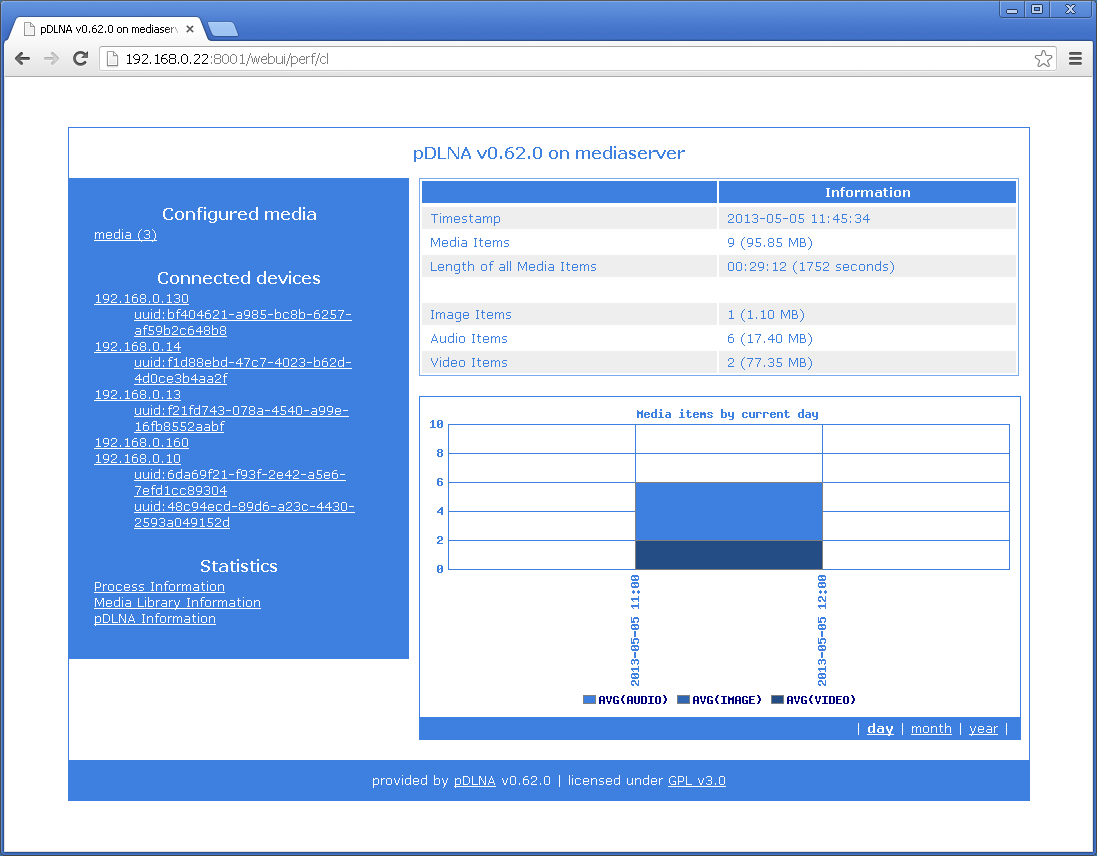 pDLNA v0.62.0 on mediaserv
192.168.0.22:8001/webui/perf/cl
pDLNA v0.62.0 on mediaserver
Configured media
media (3)
Connected devices
192.168.0.130
uuid:bf404621-a985-bc8b-6257-
af59b2c648b8
192.168.0.14
uuid:f1d88ebd-47c7-4023-b62d-
4d0ce3b4aa2f
192.168.0.13
uuid:f21fd743-078a-4540-a99e-
16fb8552aabf
192.168.0.160
192.168.0.10
uuid:6da69f21-f93f-2e42-a5e6-
7efd1cc89304
uuid:48c94ecd-89d6-a23c-4430-
2593a049152d
Statistics
Process Information
Media Library Information
pDLNA Information
Information
Timestamp 2013-05-05 11:45:34
Media Items 9 (95.85 MB)
Length of all Media Items 00:29:12 (1752 seconds)
Image Items 1 (1.10 MB)
Audio Items 6 (17.40 MB)
Video Items 2 (77.35 MB)
Media items by current day
10
8
6
4
2
0
2013-05-05 11:00
2013-05-05 12:00
AVG(AUDIO) AVG(IMAGE) AVG(VIDEO)
| day | month | year |
provided by pDLNA v0.62.0 | licensed under GPL v3.0